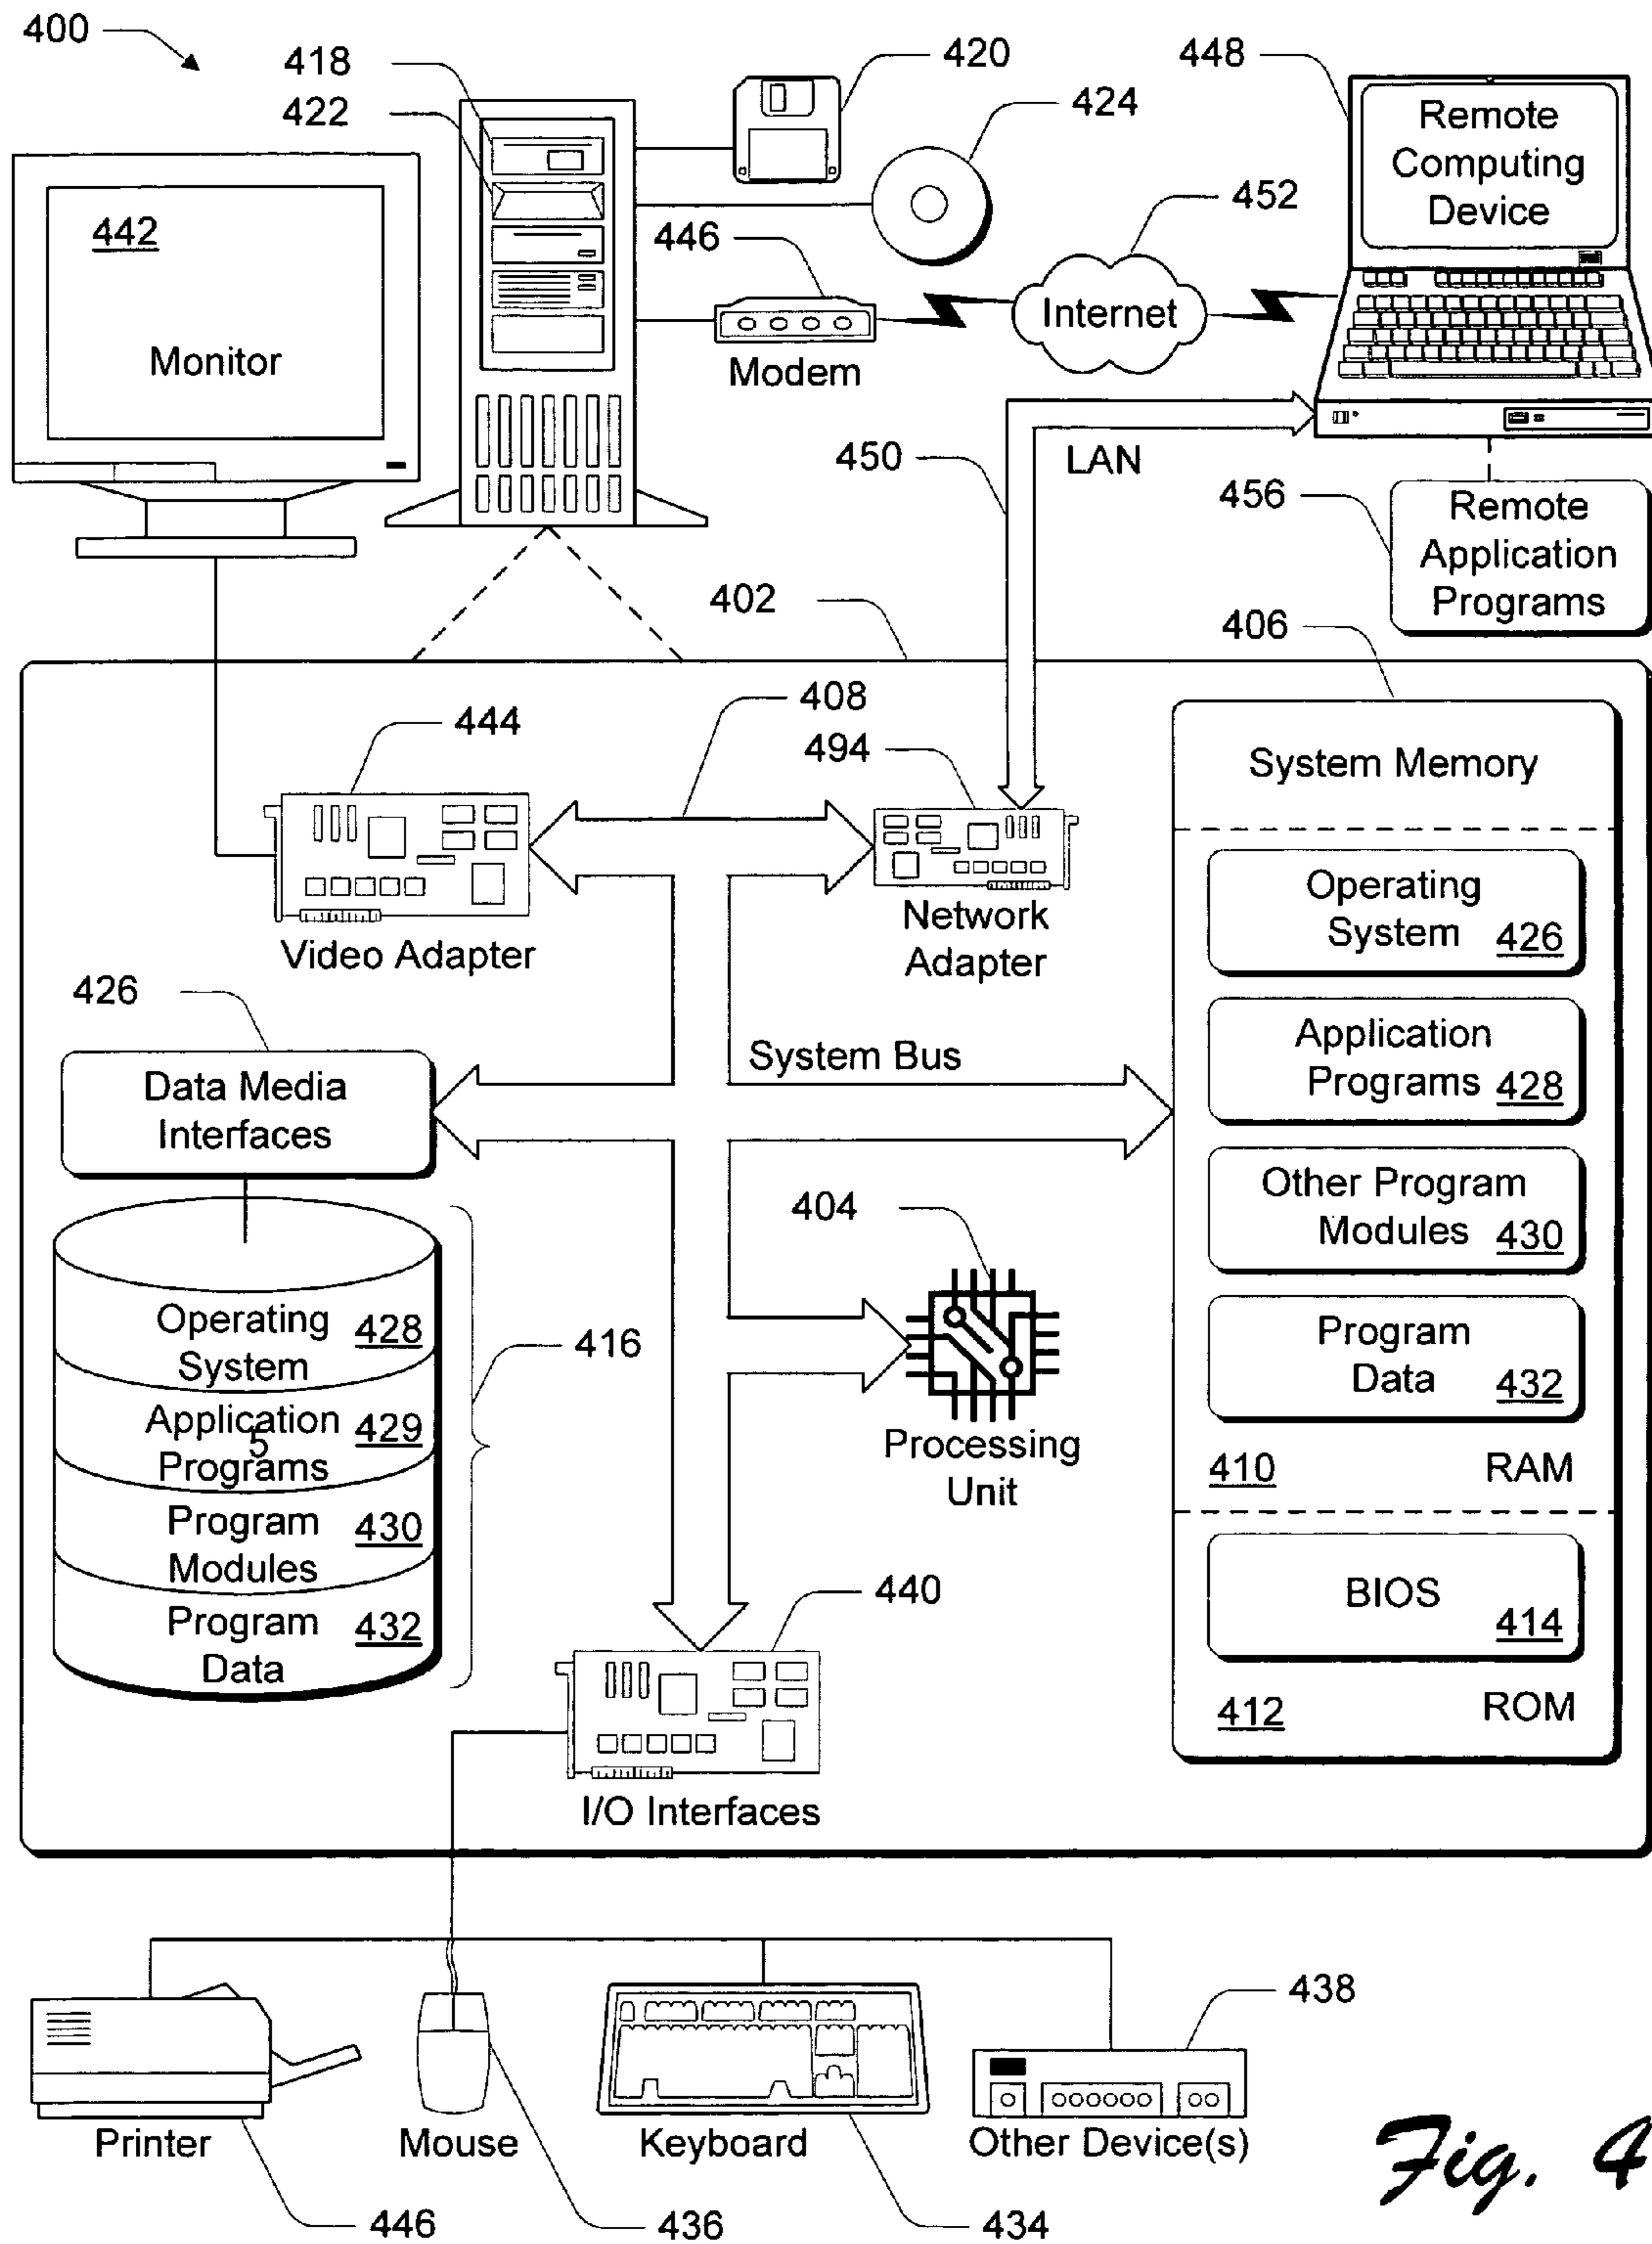 400
418
422
420
424
448
Remote
Computing
Device
442
Monitor
446
Modem
452
Internet
450
LAN
456
Remote
Application
Programs
402
406
408
444
494
Video Adapter
Network
Adapter
System Memory
Operating
System 426
Application
Programs 428
Other Program
Modules 430
Program
Data 432
410 RAM
BIOS
414
412 ROM
426
Data Media
Interfaces
System Bus
404
Processing
Unit
Operating
System 428
416
Application
5
Programs 429
Program
Modules 430
Program
Data 432
440
I/O Interfaces
438
Printer
Mouse
Keyboard
Other Device(s)
446
436
434
Fig. 4